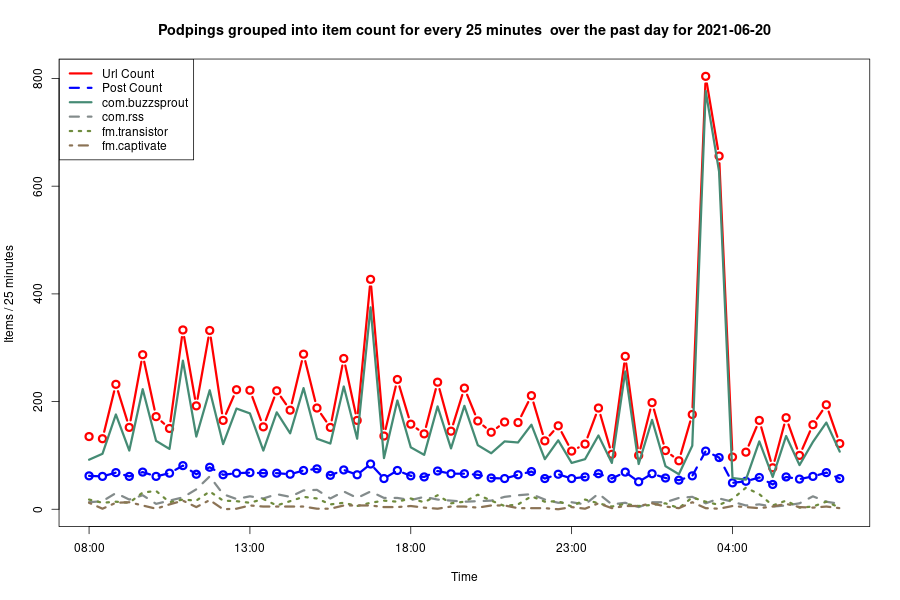 Podpings grouped into item count for every 25 minutes  over the past day for 2021-06-20
Url Count
Post Count
com.buzzsprout
com.rss
fm.transistor
fm.captivate
800
600
400
200
0
Items / 25 minutes
08:00 13:00 18:00 23:00 04:00
Time